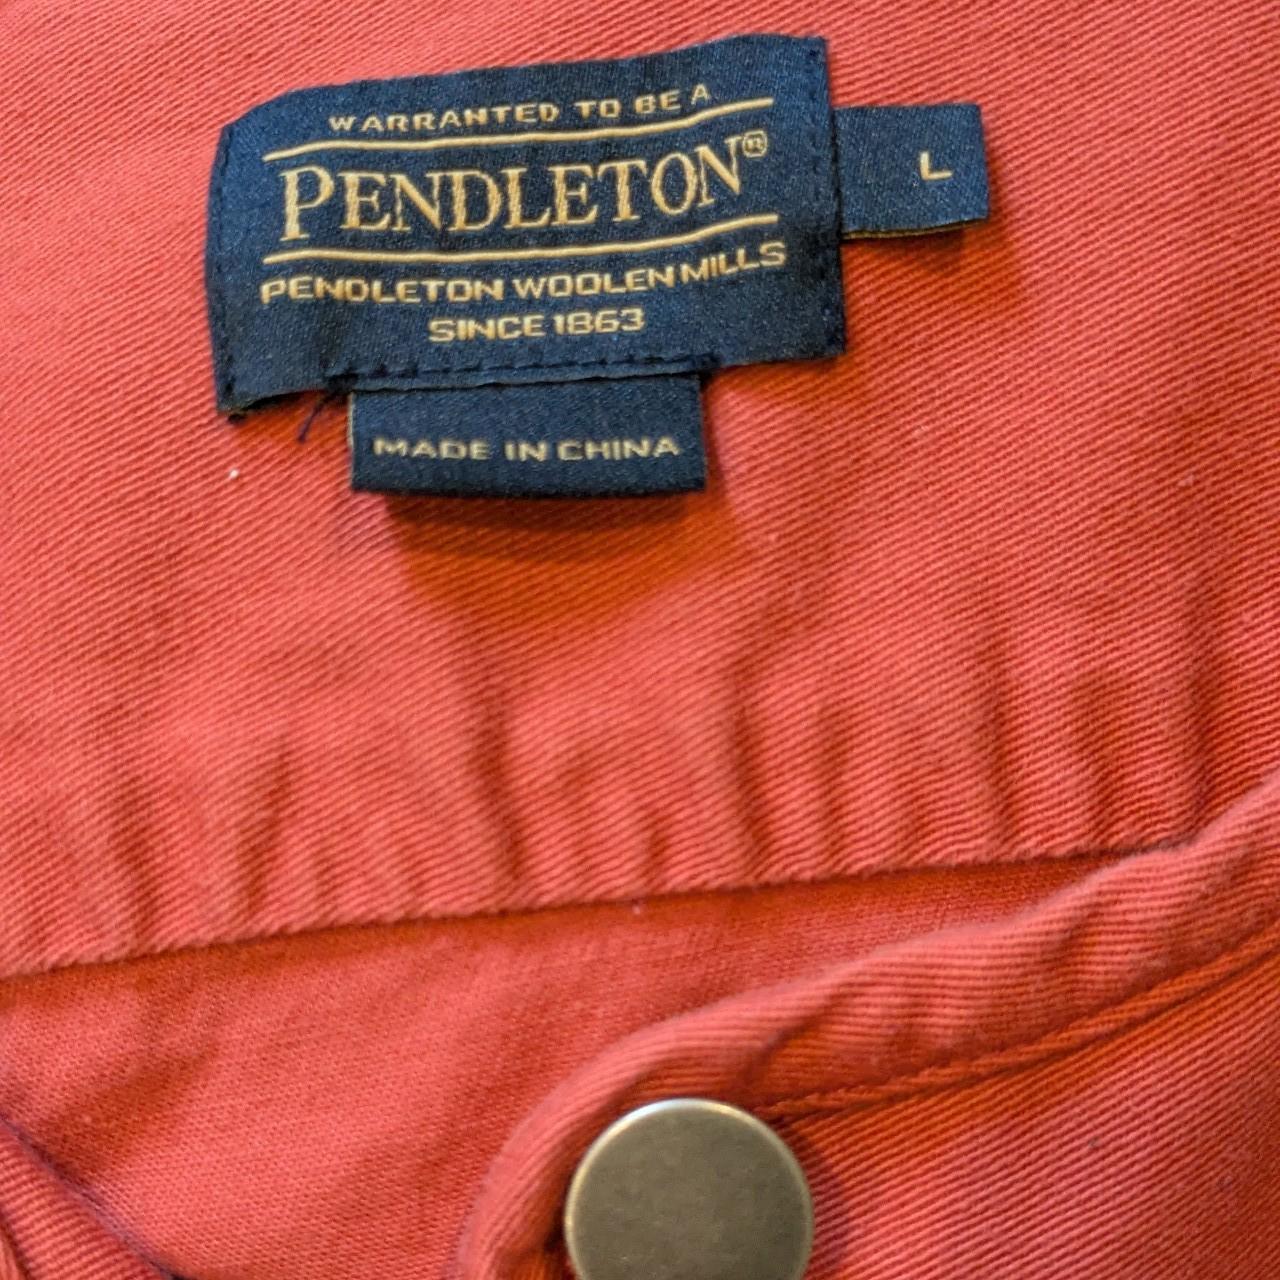 WARRANTED TO BE A
PENDLETON®
PENDLETON WOOLEN MILLS
SINCE 1863
L
MADE IN CHINA